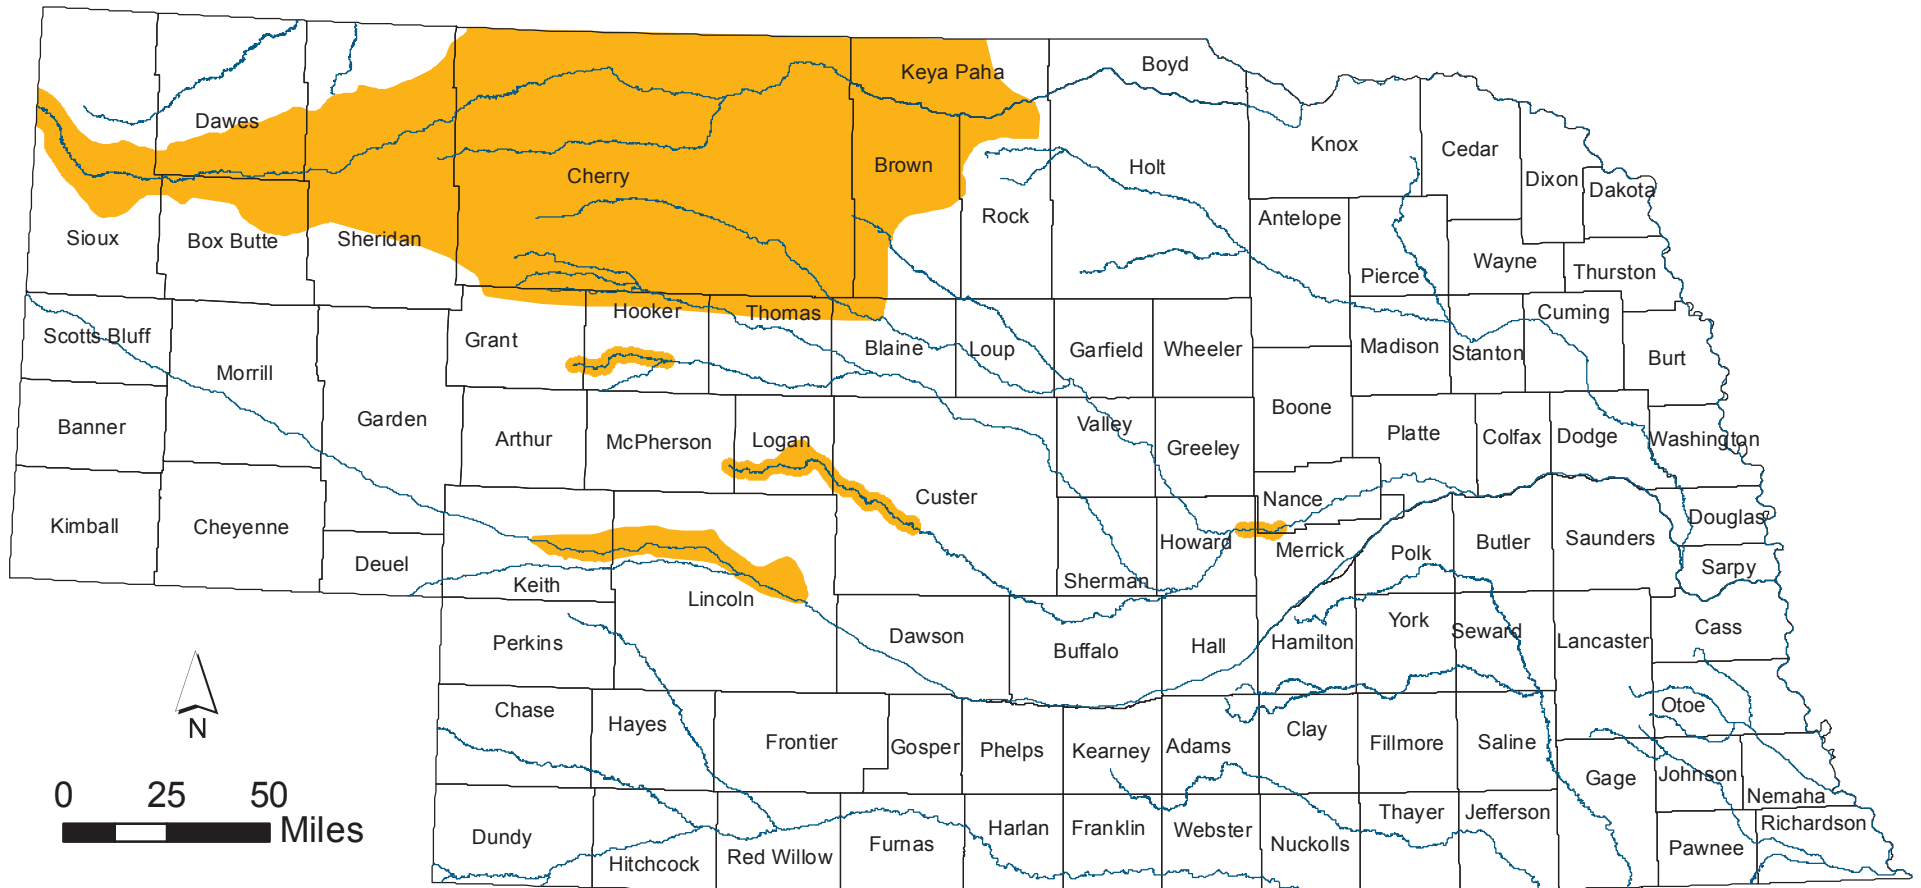 Boyd
Keya Paha
Dawes
Knox
Cedar
Holt
Brown
Cherry
Dixon
Dakota
Rock
Antelope
Sioux
Box Butte
Sheridan
Wayne
Pierce
Thurston
Hooker
Thomas
Cuming
Scotts Bluff
Grant
Blaine
Loup
Garfield
Wheeler
Madison
Stanton
Burt
Morrill
Boone
Garden
Banner
Arthur
McPherson
Logan
Valley
Greeley
Platte
Colfax
Dodge
Washington
Custer
Nance
Kimball
Cheyenne
Douglas
Howard
Merrick
Polk
Butler
Saunders
Deuel
Keith
Sherman
Sarpy
Lincoln
Perkins
Dawson
Buffalo
Hall
Hamilton
York
Seward
Lancaster
Cass
Chase
Hayes
Frontier
Gosper
Phelps
Kearney
Adams
Clay
Fillmore
Saline
Otoe
N
Gage
Johnson
Nemaha
0 25 50
Miles
Dundy
Hitchcock
Red Willow
Furnas
Harlan
Franklin
Webster
Nuckolls
Thayer
Jefferson
Pawnee
Richardson